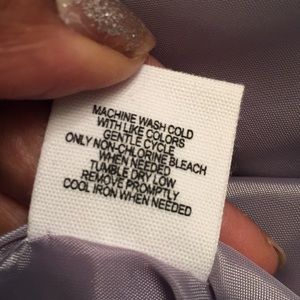 MACHINE WASH COLD
WITH LIKE COLORS
GENTLE CYCLE
ONLY NON-CHLORINE BLEACH
WHEN NEEDED
TUMBLE DRY LOW
REMOVE PROMPTLY
COOL IRON WHEN NEEDED